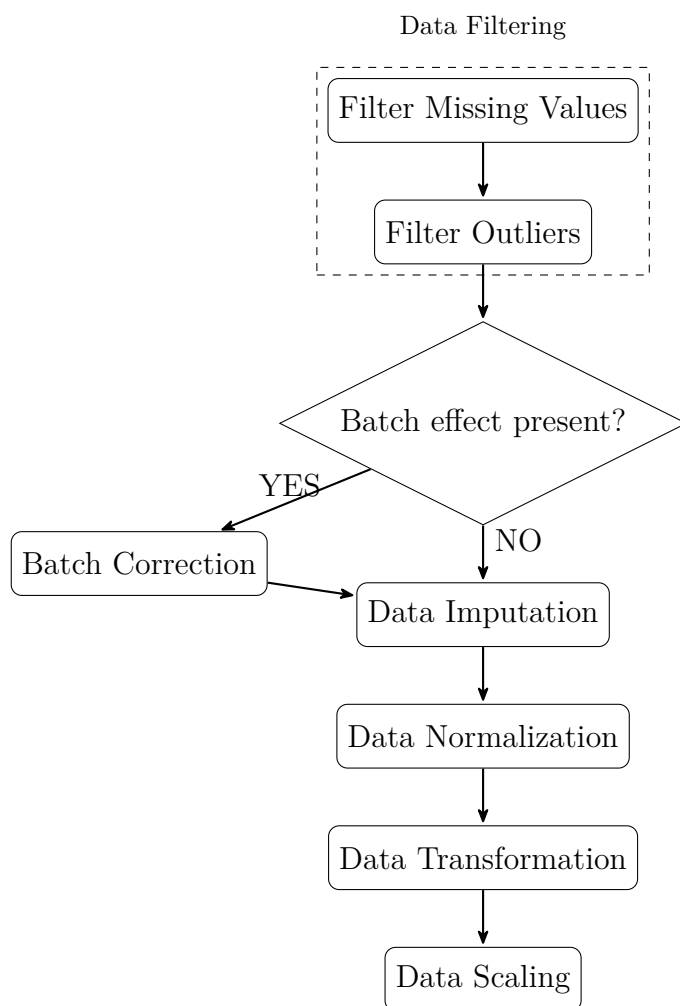 Data Filtering
Filter Missing Values
Filter Outliers
Batch effect present?
YES
NO
Batch Correction
Data Imputation
Data Normalization
Data Transformation
Data Scaling